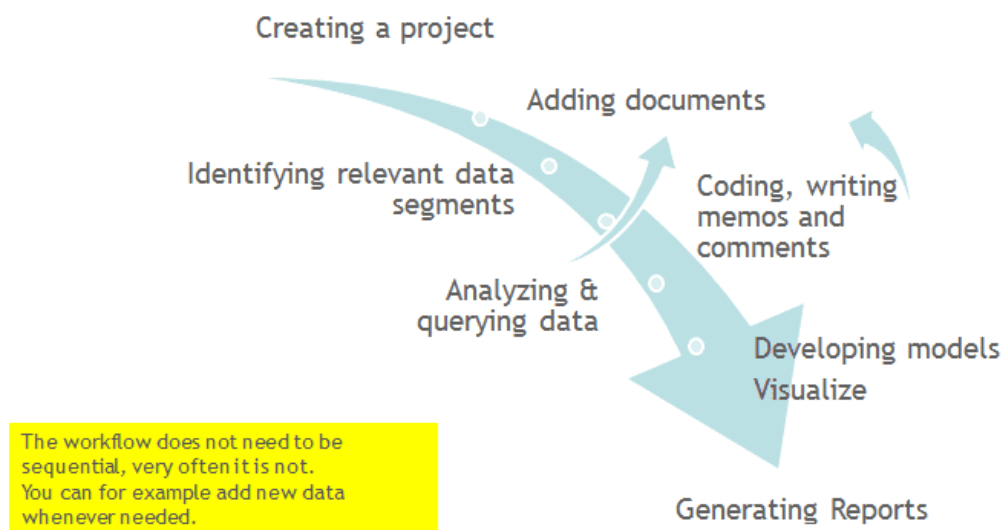 Creating a project
Adding documents
Identifying relevant data
segments
Coding, writing
memos and
comments
Analyzing &
querying data
Developing models
Visualize
The workflow does not need to be
sequential, very often it is not.
You can for example add new data
whenever needed.
Generating Reports